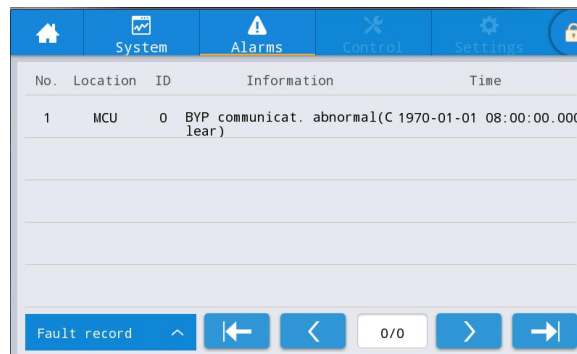 System Alarms Control Settings
No. Location ID Information Time
1 MCU 0 BYP communicat. abnormal(C 1970-01-01 08:00:00.000
lear)
Fault record 0/0